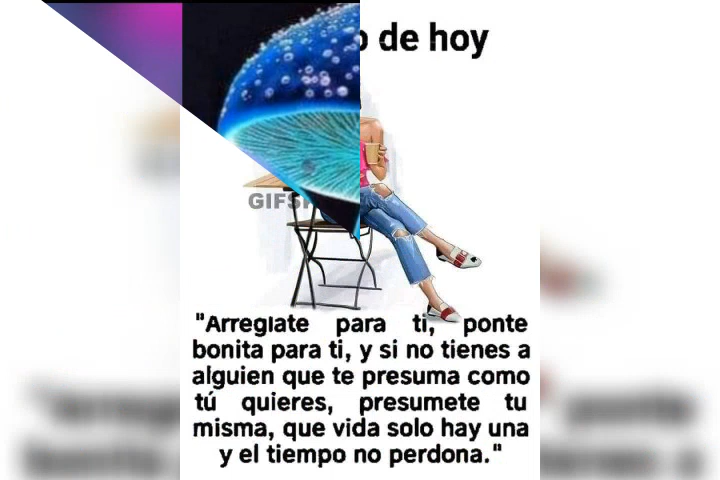 de hoy
"Arreglate para ti, ponte
bonita para ti, y si no tienes a
alguien que te presuma como
tú quieres, presumete tu
misma, que vida solo hay una
y el tiempo no perdona."